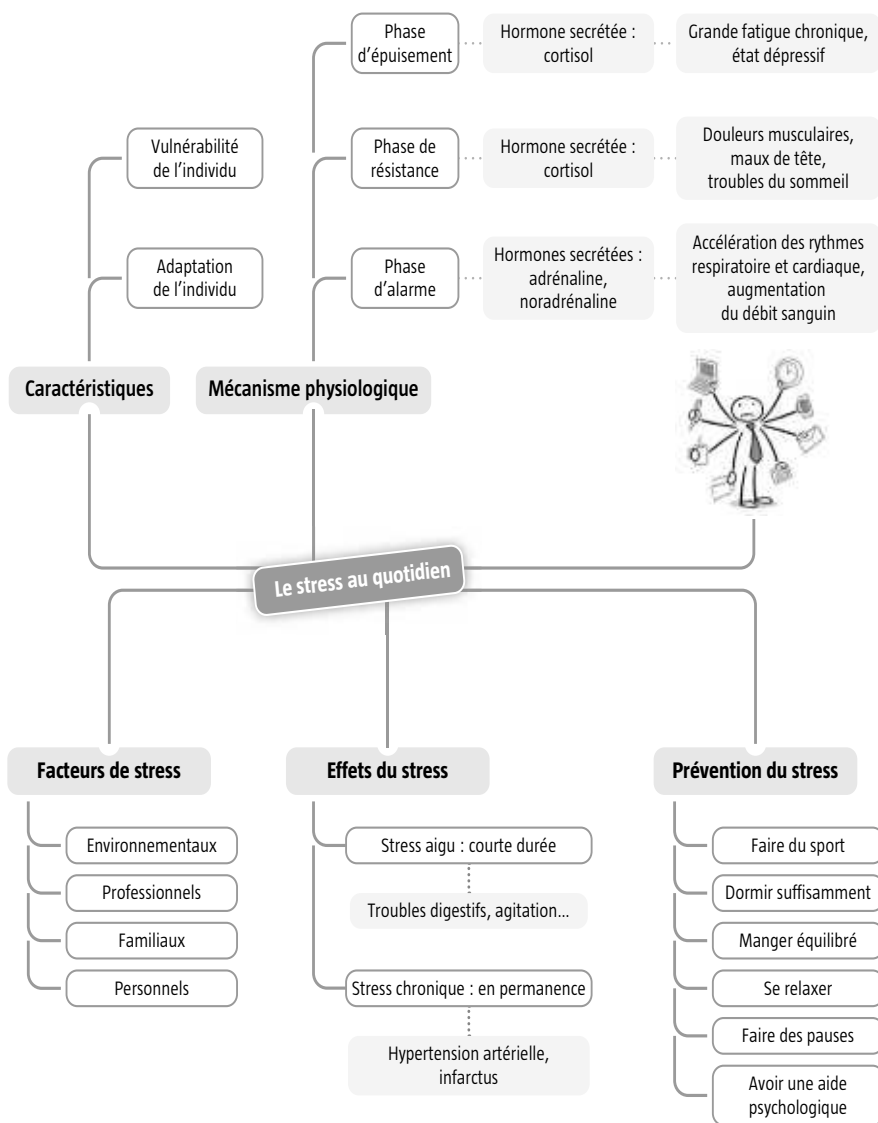 Phase
d'épuisement
Hormone secrétée :
cortisol
Grande fatigue chronique,
état dépressif
Vulnérabilité
de l'individu
Phase de
résistance
Hormone secrétée :
cortisol
Douleurs musculaires,
maux de tête,
troubles du sommeil
Adaptation
de l'individu
Phase
d'alarme
Hormones secrétées :
adrénaline,
noradrénaline
Accélération des rythmes
respiratoire et cardiaque,
augmentation
du débit sanguin
Caractéristiques
Mécanisme physiologique
Le stress au quotidien
Facteurs de stress
Environnementaux
Professionnels
Familiaux
Personnels
Effets du stress
Stress aigu : courte durée
Troubles digestifs, agitation...
Stress chronique : en permanence
Hypertension artérielle,
infarctus
Prévention du stress
Faire du sport
Dormir suffisamment
Manger équilibré
Se relaxer
Faire des pauses
Avoir une aide
psychologique